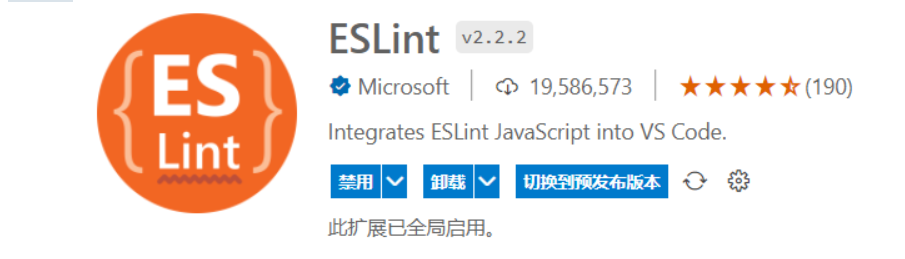 {ES
Lint}
ESLint v2.2.2
Microsoft | 19,586,573 | ★★★★⯪(190)
Integrates ESLint JavaScript into VS Code.
禁用 卸载 切换到预发布版本
此扩展已全局启用。